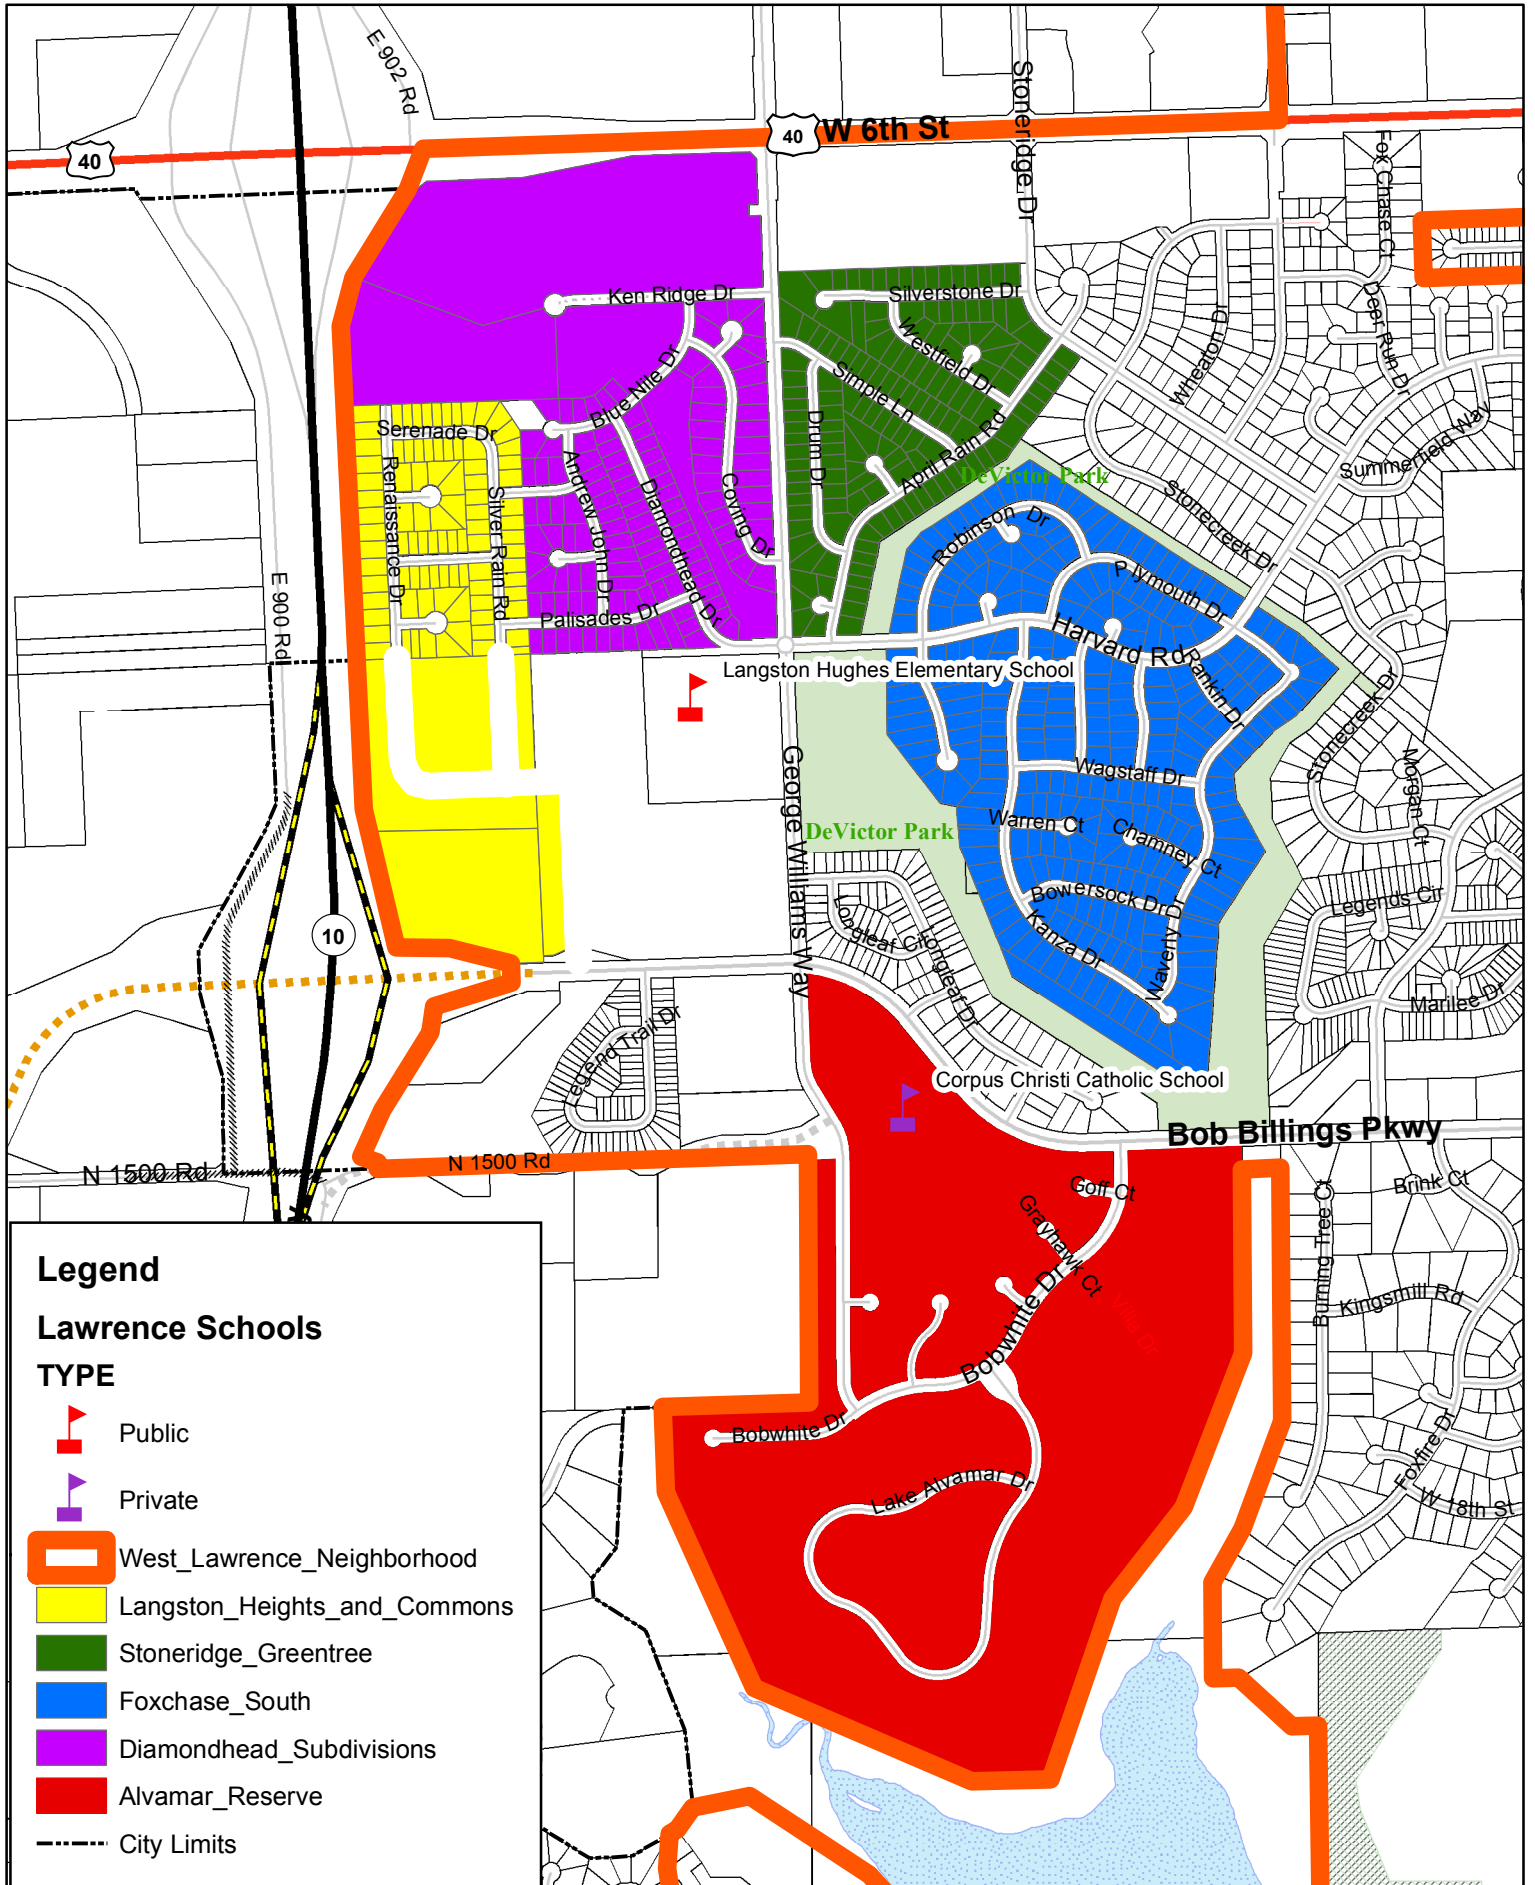 E 902 Rd
Stoneridge Dr
40
40
W 6th St
Fox Chase Ct
Ken Ridge Dr
Silverstone Dr
Deer Run Dr
Wheaton Dr
Westfield Dr
Simple Ln
Blue Nile Dr
Drum Dr
April Rain Rd
Summerfield Way
Serenade Dr
Renaissance Dr
Silver Rain Rd
Andrew John Dr
Diamondhead Dr
Coving Dr
DeVictor Park
Stonecreek Dr
Robinson Dr
Plymouth Dr
E 900 Rd
Palisades Dr
Harvard Rd
Rankin Dr
Langston Hughes Elementary School
Stonecreek Dr
George Williams Way
Wagstaff Dr
Morgan Ct
DeVictor Park
Warren Ct
Chamney Ct
Bowersock Dr
Legends Cir
Longleaf Cir
Longleaf Dr
Kanza Dr
Waverly Dr
10
Marilee Dr
Legend Trail Dr
Corpus Christi Catholic School
Bob Billings Pkwy
N 1500 Rd
N 1500 Rd
Goff Ct
Grayhawk Ct
Brink Ct
Burning Tree Ct
Kingsmill Rd
Villa Dr
Bobwhite Dr
Bobwhite Dr
Lake Alvamar Dr
Foxfire Dr
W 18th St
Legend
Lawrence Schools
TYPE
Public
Private
West_Lawrence_Neighborhood
Langston_Heights_and_Commons
Stoneridge_Greentree
Foxchase_South
Diamondhead_Subdivisions
Alvamar_Reserve
City Limits